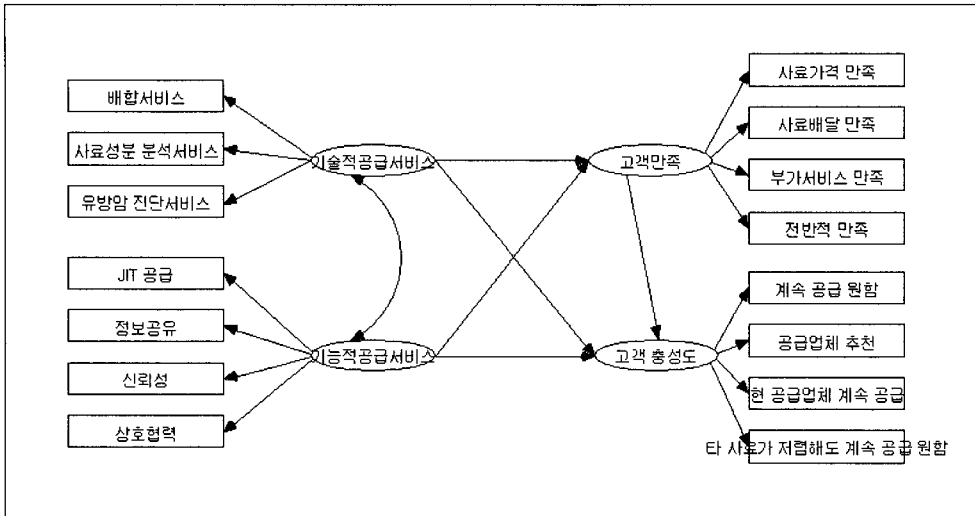 배합서비스
사료성분 분석서비스
유방암 진단서비스
JIT 공급
정보공유
신뢰성
상호협력
기술적공급서비스
기능적공급서비스
고객만족
고객 충성도
사료가격 만족
사료배달 만족
부가서비스 만족
전반적 만족
계속 공급 원함
공급업체 추천
현 공급업체 계속 공급
타 사료가 저렴해도 계속 공급 원함